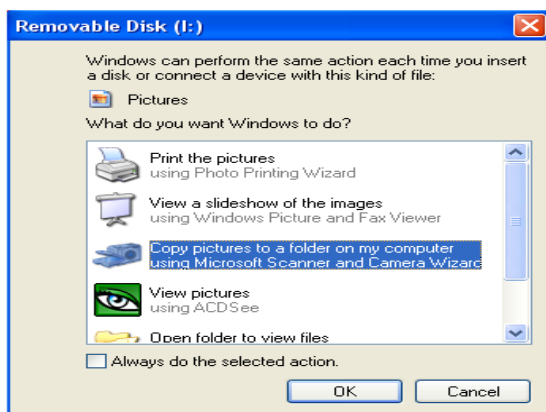 Removable Disk (I:)
Windows can perform the same action each time you insert
a disk or connect a device with this kind of file:
Pictures
What do you want Windows to do?
Print the pictures
using Photo Printing Wizard
View a slideshow of the images
using Windows Picture and Fax Viewer
Copy pictures to a folder on my computer
using Microsoft Scanner and Camera Wizard
View pictures
using ACDSee
Open folder to view files
Always do the selected action.
OK
Cancel